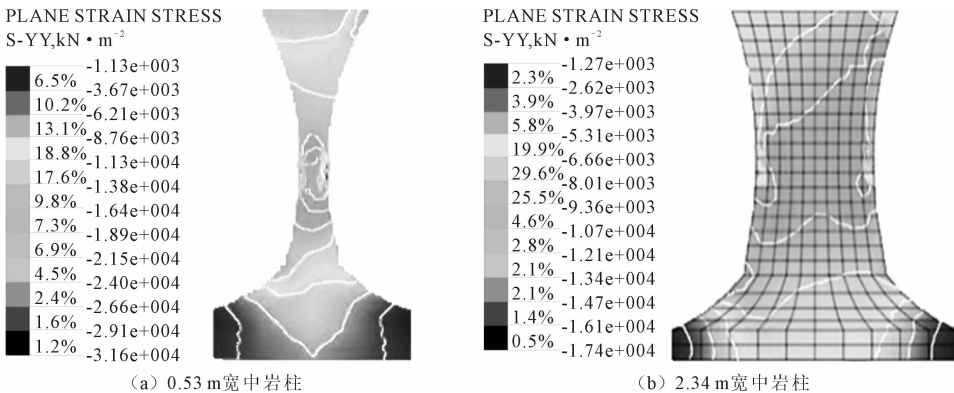 PLANE STRAIN STRESS
S-YY,kN·m⁻²
-1.13e+003
6.5%
-3.67e+003
10.2%
-6.21e+003
13.1%
-8.76e+003
18.8%
-1.13e+004
17.6%
-1.38e+004
9.8%
-1.64e+004
7.3%
-1.89e+004
6.9%
-2.15e+004
4.5%
-2.40e+004
2.4%
-2.66e+004
1.6%
-2.91e+004
1.2%
-3.16e+004
(a) 0.53 m宽中岩柱
PLANE STRAIN STRESS
S-YY,kN·m⁻²
-1.27e+003
2.3%
-2.62e+003
3.9%
-3.97e+003
5.8%
-5.31e+003
19.9%
-6.66e+003
29.6%
-8.01e+003
25.5%
-9.36e+003
4.6%
-1.07e+004
2.8%
-1.21e+004
2.1%
-1.34e+004
2.1%
-1.47e+004
1.4%
-1.61e+004
0.5%
-1.74e+004
(b) 2.34 m宽中岩柱